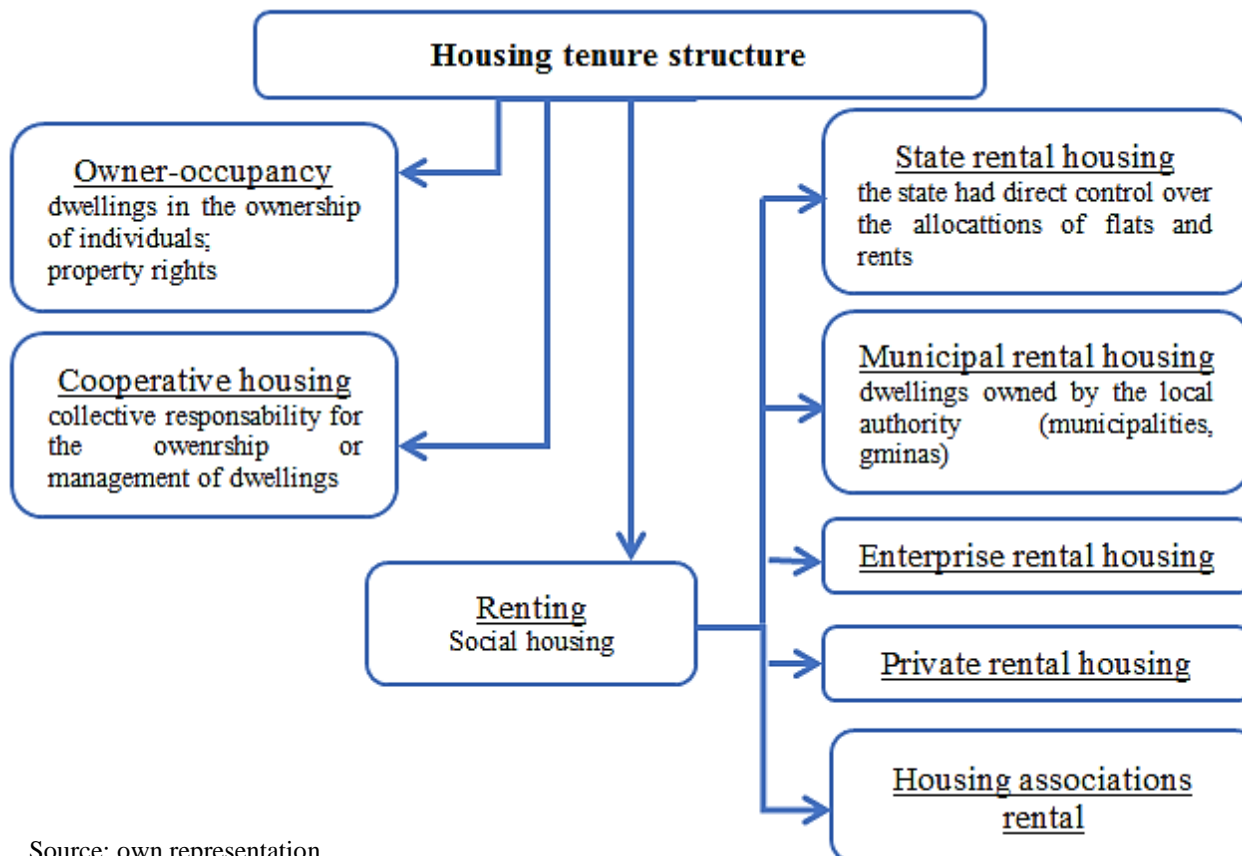 Housing tenure structure
Owner-occupancy
dwellings in the ownership
of individuals;
property rights
Cooperative housing
collective responsability for
the owenrship or
management of dwellings
Renting
Social housing
State rental housing
the state had direct control over
the allocattions of flats and
rents
Municipal rental housing
dwellings owned by the local
authority (municipalities,
gminas)
Enterprise rental housing
Private rental housing
Housing associations
rental
Source: own representation